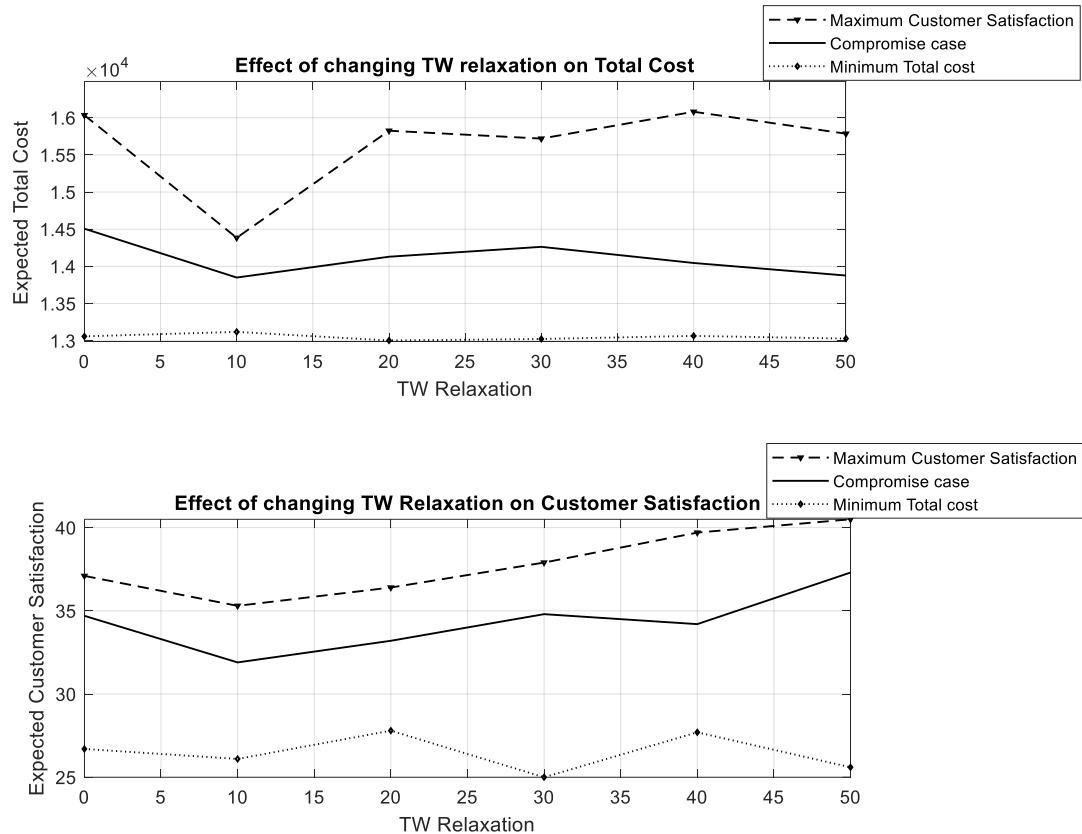 Maximum Customer Satisfaction
Compromise case
Minimum Total cost
×10⁴
Effect of changing TW relaxation on Total Cost
Expected Total Cost
1.6
1.55
1.5
1.45
1.4
1.35
1.3
0 5 10 15 20 25 30 35 40 45 50
TW Relaxation
Maximum Customer Satisfaction
Compromise case
Minimum Total cost
Effect of changing TW Relaxation on Customer Satisfaction
Expected Customer Satisfaction
40
35
30
25
0 5 10 15 20 25 30 35 40 45 50
TW Relaxation